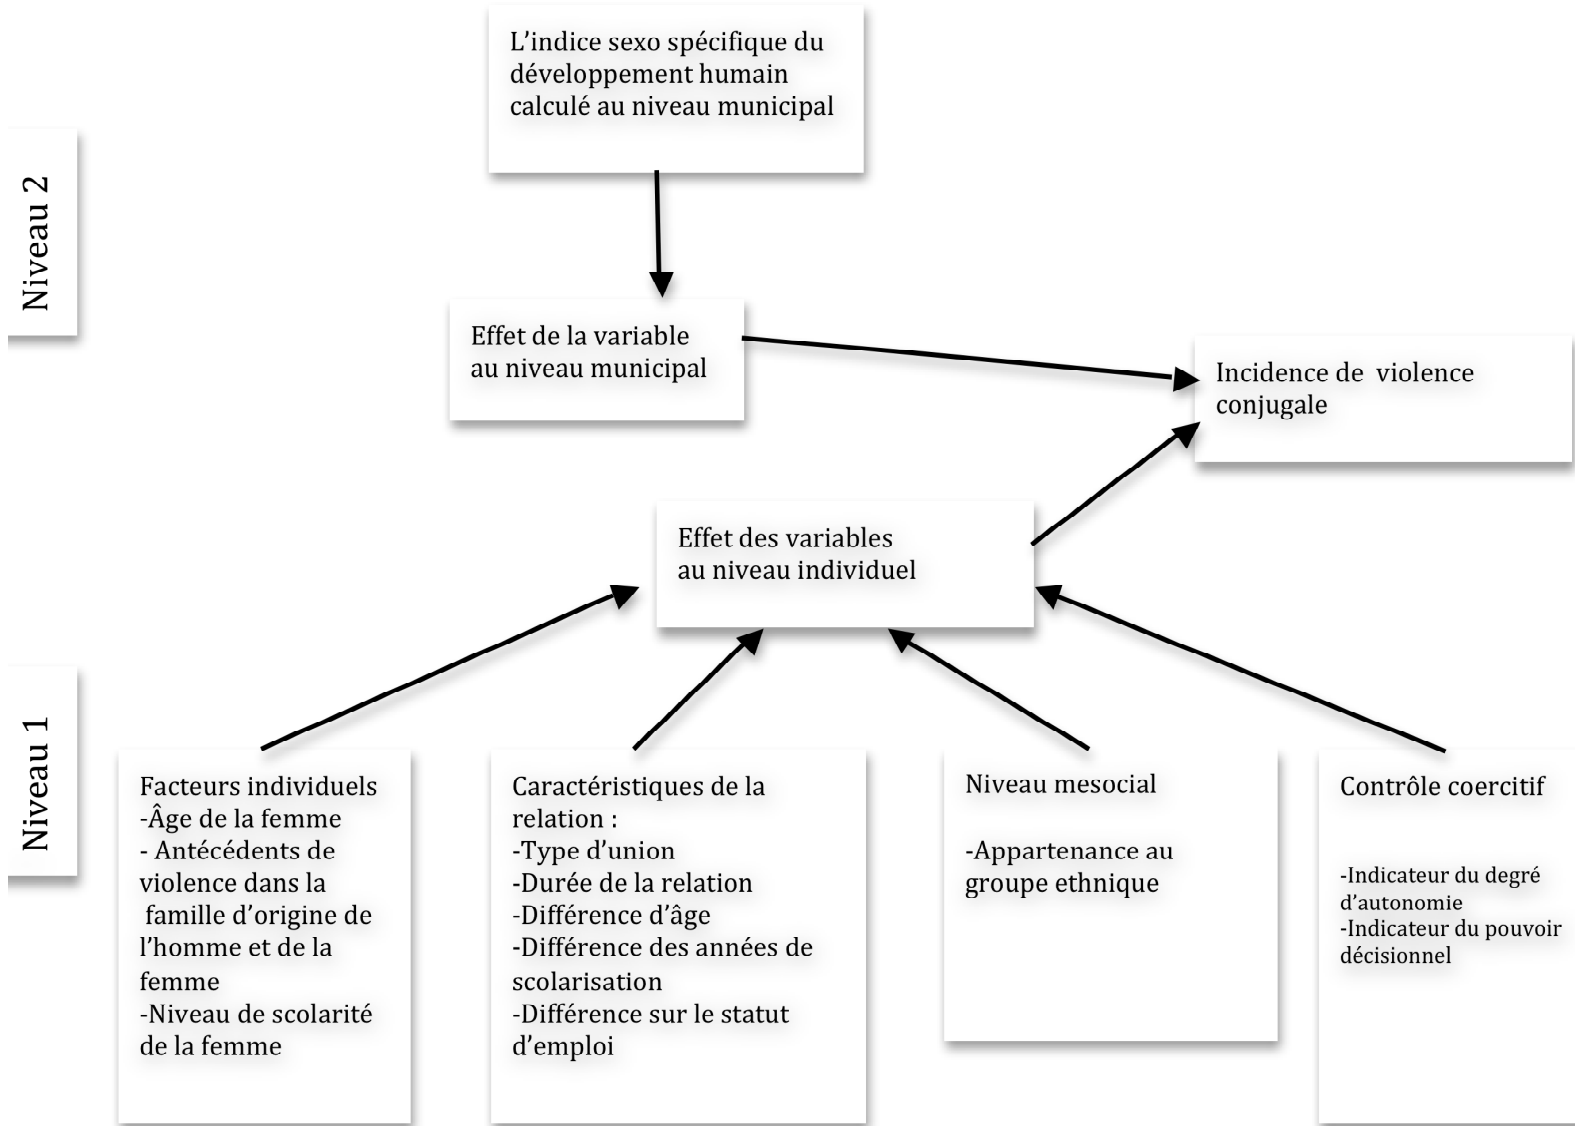 L'indice sexo spécifique du
développement humain
calculé au niveau municipal
Niveau 2
Effet de la variable
au niveau municipal
Incidence de  violence
conjugale
Effet des variables
au niveau individuel
Niveau 1
Facteurs individuels
-Âge de la femme
- Antécédents de
violence dans la
famille d'origine de
l'homme et de la
femme
-Niveau de scolarité
de la femme
Caractéristiques de la
relation :
-Type d'union
-Durée de la relation
-Différence d'âge
-Différence des années de
scolarisation
-Différence sur le statut
d'emploi
Niveau mesocial
-Appartenance au
groupe ethnique
Contrôle coercitif
-Indicateur du degré
d'autonomie
-Indicateur du pouvoir
décisionnel